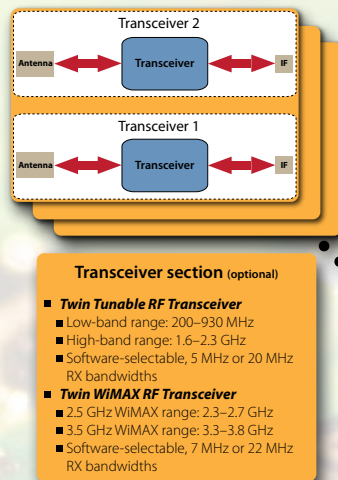 Transceiver 2
Antenna Transceiver IF
Transceiver 1
Antenna Transceiver IF
Transceiver section (optional)
■ Twin Tunable RF Transceiver
■ Low-band range: 200–930 MHz
■ High-band range: 1.6–2.3 GHz
■ Software-selectable, 5 MHz or 20 MHz
RX bandwidths
■ Twin WiMAX RF Transceiver
■ 2.5 GHz WiMAX range: 2.3–2.7 GHz
■ 3.5 GHz WiMAX range: 3.3–3.8 GHz
■ Software-selectable, 7 MHz or 22 MHz
RX bandwidths